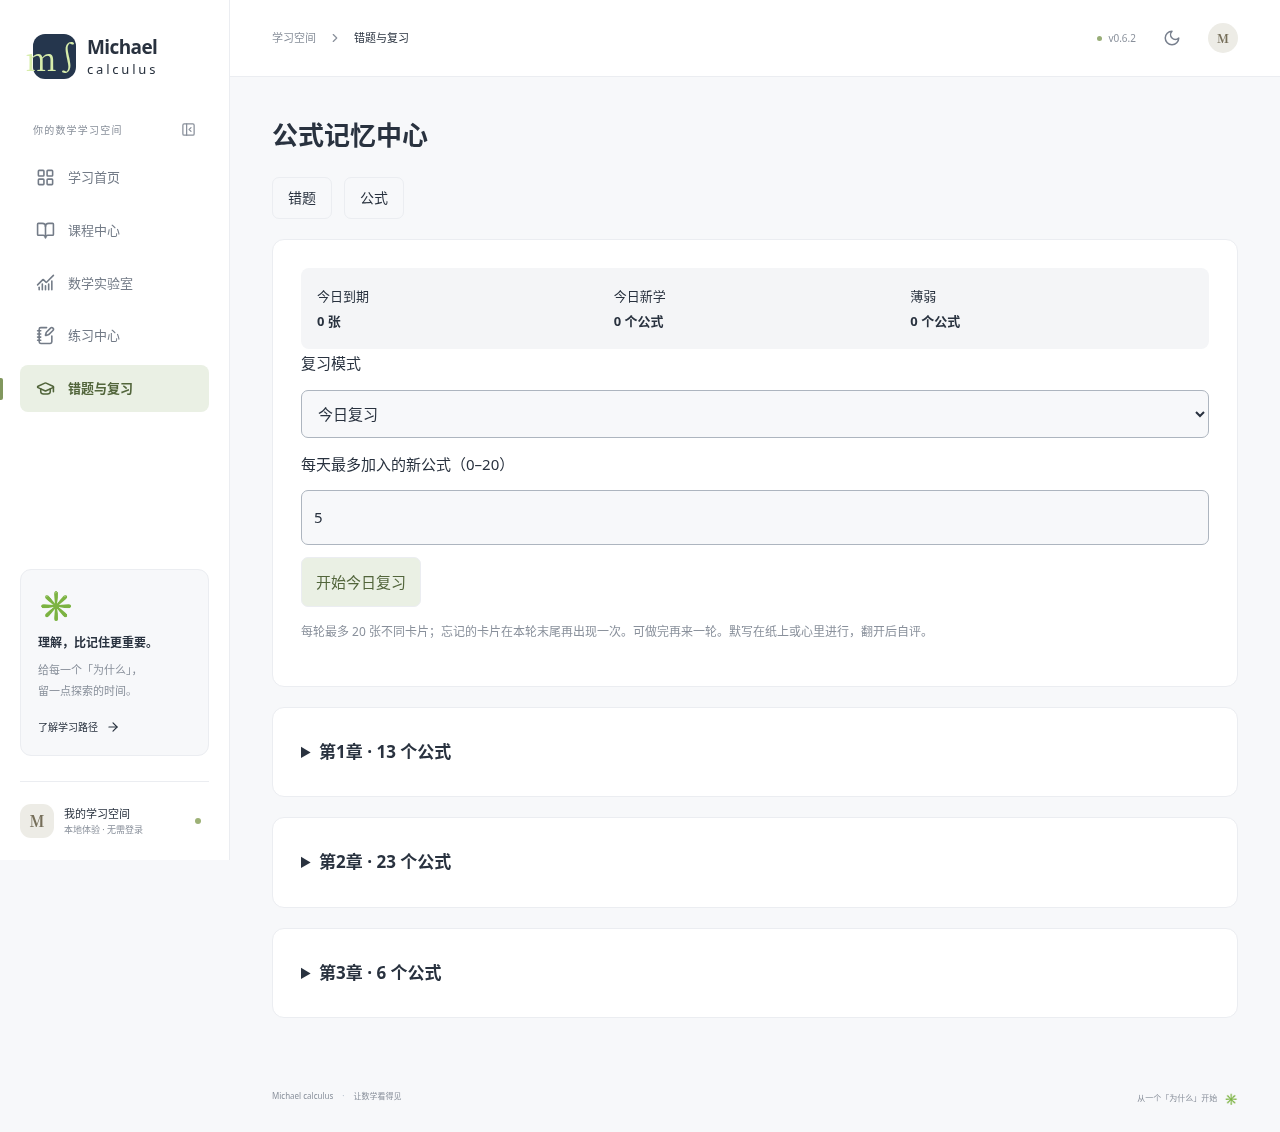 m ∫
Michael
calculus
你的数学学习空间
学习首页
课程中心
数学实验室
练习中心
错题与复习
理解，比记住更重要。
给每一个「为什么」，
留一点探索的时间。
了解学习路径
M
我的学习空间
本地体验 · 无需登录
学习空间
错题与复习
v0.6.2
M
公式记忆中心
错题
公式
今日到期
0 张
今日新学
0 个公式
薄弱
0 个公式
复习模式
今日复习
每天最多加入的新公式（0–20）
5
开始今日复习
每轮最多 20 张不同卡片；忘记的卡片在本轮末尾再出现一次。可做完再来一轮。默写在纸上或心里进行，翻开后自评。
第1章 · 13 个公式
第2章 · 23 个公式
第3章 · 6 个公式
Michael calculus · 让数学看得见
从一个「为什么」开始